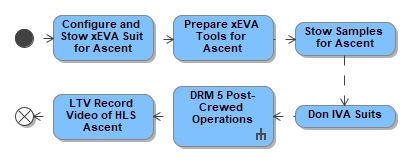 Configure and
Stow xEVA Suit
for Ascent
Prepare xEVA
Tools for
Ascent
Stow Samples
for Ascent
Don IVA Suits
DRM 5 Post-
Crewed
Operations
LTV Record
Video of HLS
Ascent